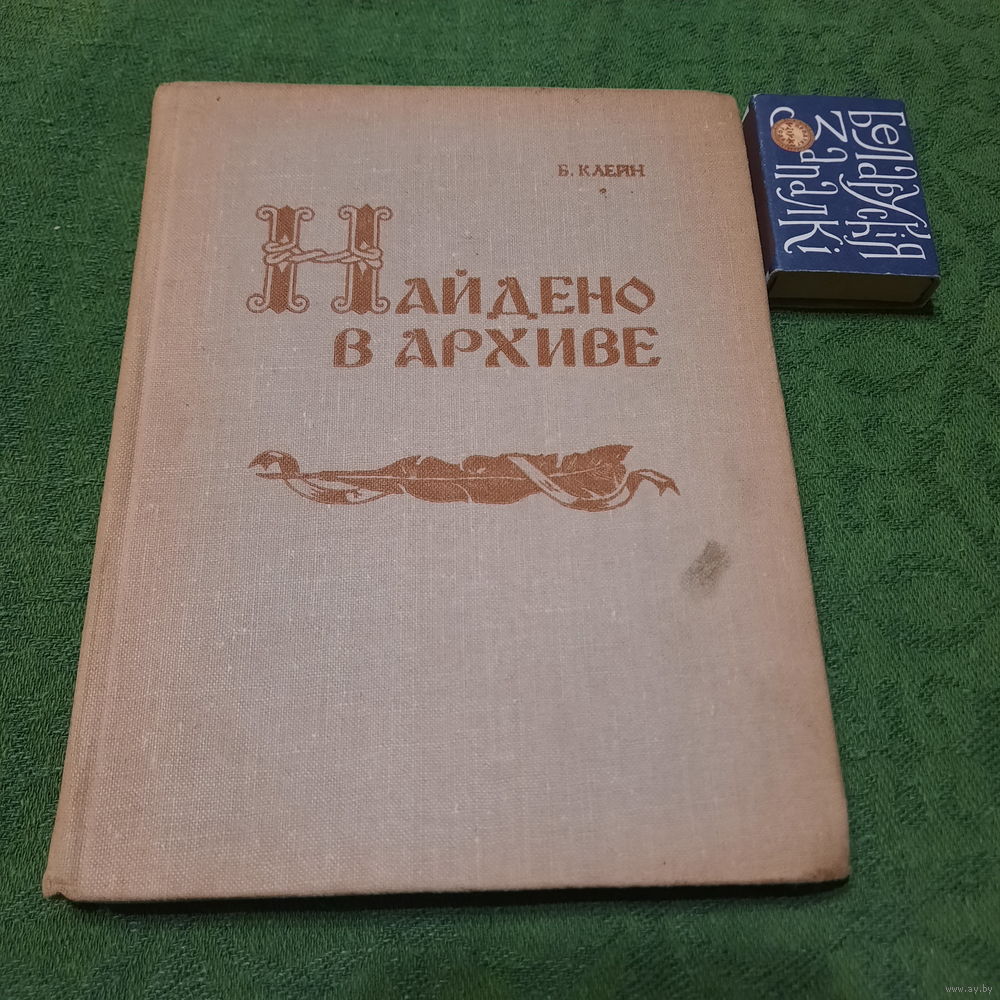 Б. КЛЕЙН
НАЙДЕНО
В АРХИВЕ
БеларускІя
Запалкі
www.ay.by